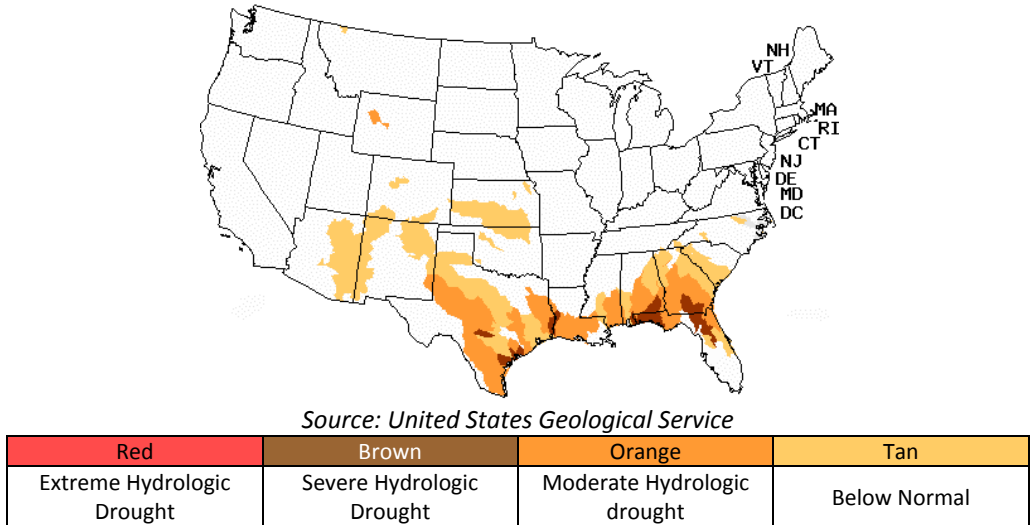 NH
VT
MA
RI
CT
NJ
DE
MD
DC
Source: United States Geological Service
Red Brown Orange Tan
Extreme Hydrologic Drought Severe Hydrologic Drought Moderate Hydrologic drought Below Normal